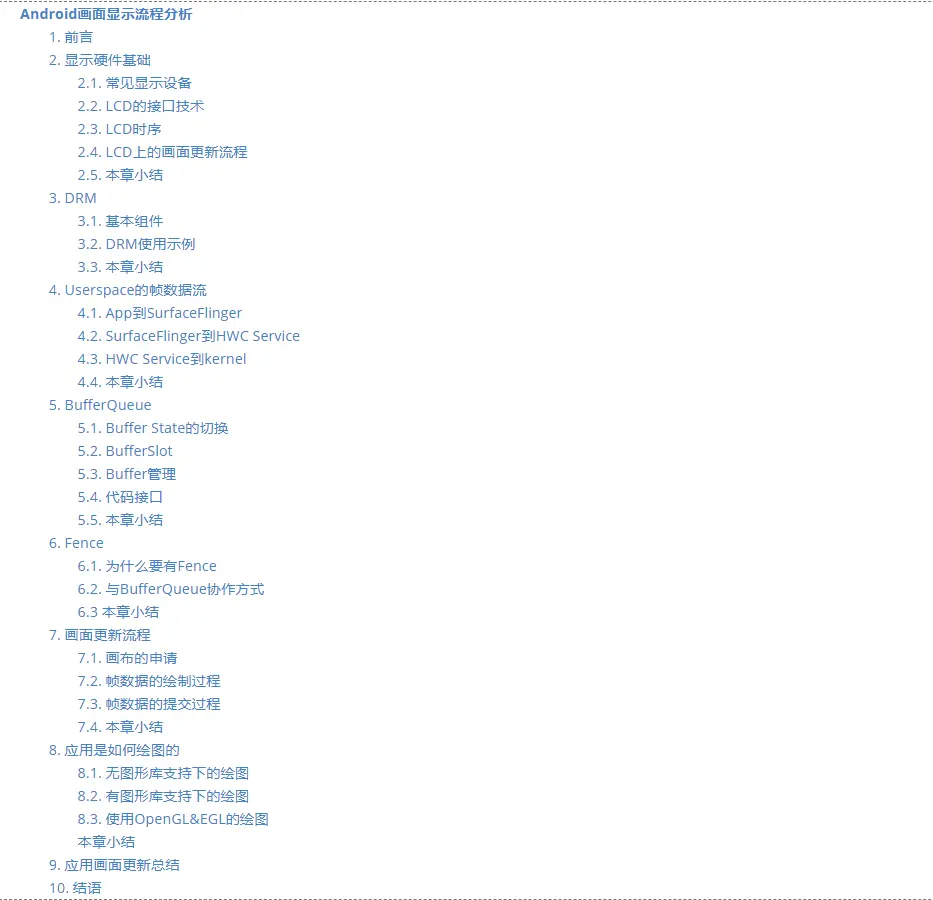 Android画面显示流程分析
1. 前言
2. 显示硬件基础
2.1. 常见显示设备
2.2. LCD的接口技术
2.3. LCD时序
2.4. LCD上的画面更新流程
2.5. 本章小结
3. DRM
3.1. 基本组件
3.2. DRM使用示例
3.3. 本章小结
4. Userspace的帧数据流
4.1. App到SurfaceFlinger
4.2. SurfaceFlinger到HWC Service
4.3. HWC Service到kernel
4.4. 本章小结
5. BufferQueue
5.1. Buffer State的切换
5.2. BufferSlot
5.3. Buffer管理
5.4. 代码接口
5.5. 本章小结
6. Fence
6.1. 为什么要有Fence
6.2. 与BufferQueue协作方式
6.3 本章小结
7. 画面更新流程
7.1. 画布的申请
7.2. 帧数据的绘制过程
7.3. 帧数据的提交过程
7.4. 本章小结
8. 应用是如何绘图的
8.1. 无图形库支持下的绘图
8.2. 有图形库支持下的绘图
8.3. 使用OpenGL&EGL的绘图
本章小结
9. 应用画面更新总结
10. 结语